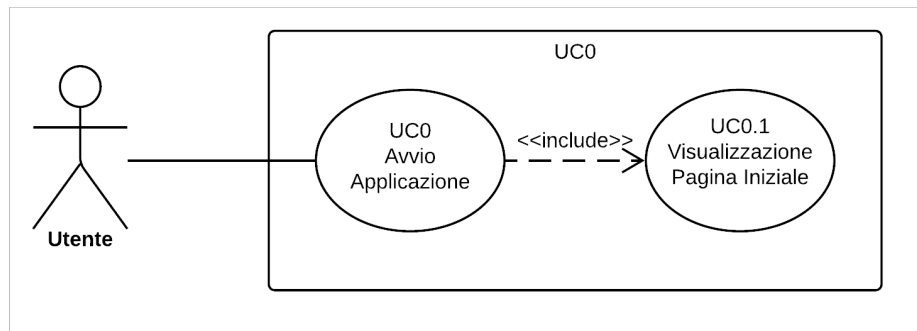 UC0
UC0
Avvio
Applicazione
<<include>>
UC0.1
Visualizzazione
Pagina Iniziale
Utente